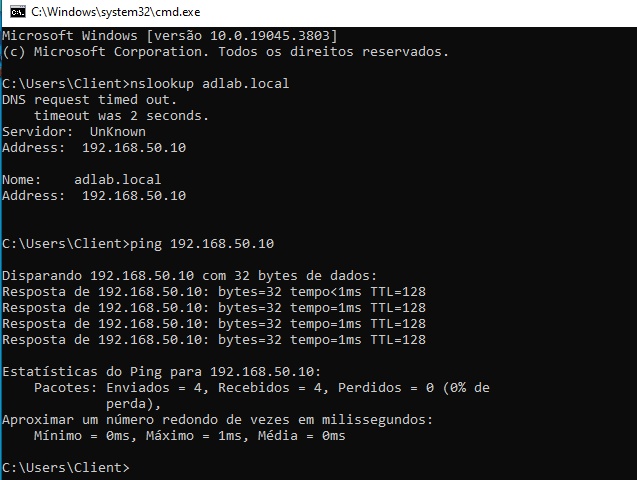 C:\Windows\system32\cmd.exe
Microsoft Windows [versão 10.0.19045.3803]
(c) Microsoft Corporation. Todos os direitos reservados.
C:\Users\Client>nslookup adlab.local
DNS request timed out.
    timeout was 2 seconds.
Servidor:  UnKnown
Address:  192.168.50.10
Nome:    adlab.local
Address:  192.168.50.10
C:\Users\Client>ping 192.168.50.10
Disparando 192.168.50.10 com 32 bytes de dados:
Resposta de 192.168.50.10: bytes=32 tempo<1ms TTL=128
Resposta de 192.168.50.10: bytes=32 tempo=1ms TTL=128
Resposta de 192.168.50.10: bytes=32 tempo=1ms TTL=128
Resposta de 192.168.50.10: bytes=32 tempo=1ms TTL=128
Estatísticas do Ping para 192.168.50.10:
    Pacotes: Enviados = 4, Recebidos = 4, Perdidos = 0 (0% de
             perda),
Aproximar um número redondo de vezes em milissegundos:
    Mínimo = 0ms, Máximo = 1ms, Média = 0ms
C:\Users\Client>